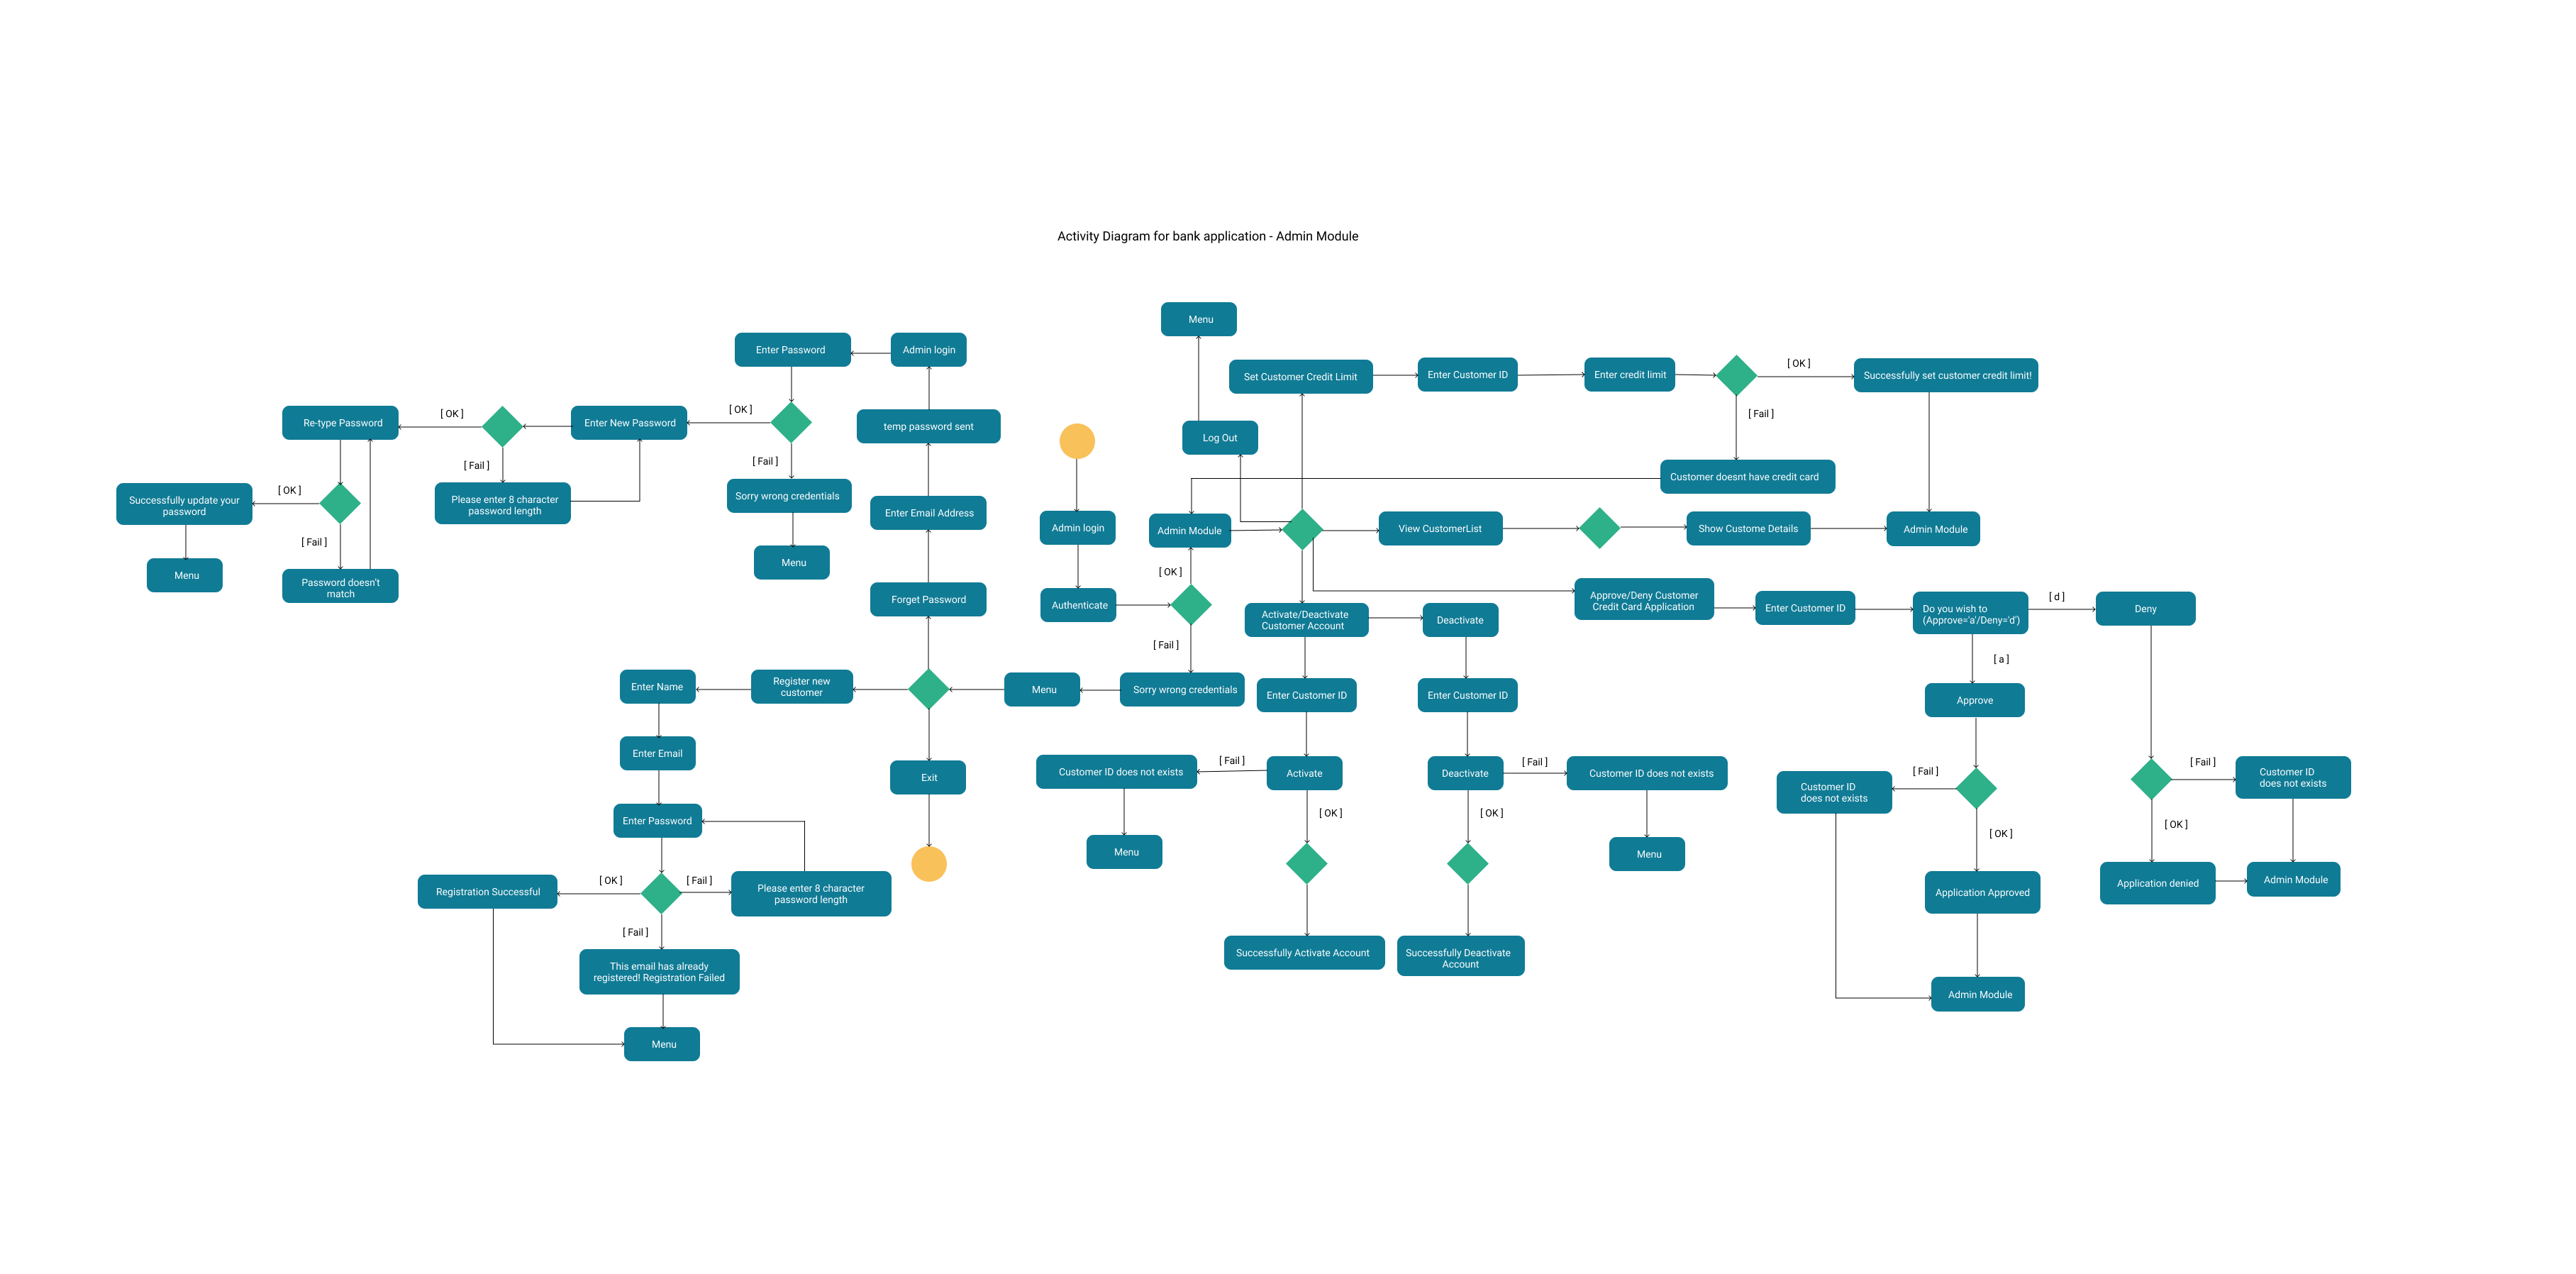 Activity Diagram for bank application - Admin Module
Menu
Enter Password
Admin login
Set Customer Credit Limit
Enter Customer ID
Enter credit limit
[ OK ]
Successfully set customer credit limit!
[ Fail ]
Re-type Password
[ OK ]
Enter New Password
[ OK ]
temp password sent
Log Out
[ Fail ]
[ Fail ]
Customer doesnt have credit card
Successfully update your
password
[ OK ]
Please enter 8 character
password length
Sorry wrong credentials
Enter Email Address
Admin login
Admin Module
View CustomerList
Show Custome Details
Admin Module
[ Fail ]
Menu
Password doesn't
match
Menu
[ OK ]
Forget Password
Authenticate
Activate/Deactivate
Customer Account
Deactivate
Approve/Deny Customer
Credit Card Application
Enter Customer ID
Do you wish to
(Approve='a'/Deny='d')
[ d ]
Deny
[ Fail ]
[ a ]
Enter Name
Register new
customer
Menu
Sorry wrong credentials
Enter Customer ID
Enter Customer ID
Approve
Enter Email
Exit
Customer ID does not exists
[ Fail ]
Activate
Deactivate
[ Fail ]
Customer ID does not exists
Customer ID
does not exists
[ Fail ]
[ Fail ]
Customer ID
does not exists
Enter Password
[ OK ]
[ OK ]
[ OK ]
[ OK ]
Menu
Menu
Registration Successful
[ OK ]
[ Fail ]
Please enter 8 character
password length
Application Approved
Application denied
Admin Module
[ Fail ]
This email has already
registered! Registration Failed
Successfully Activate Account
Successfully Deactivate
Account
Admin Module
Menu